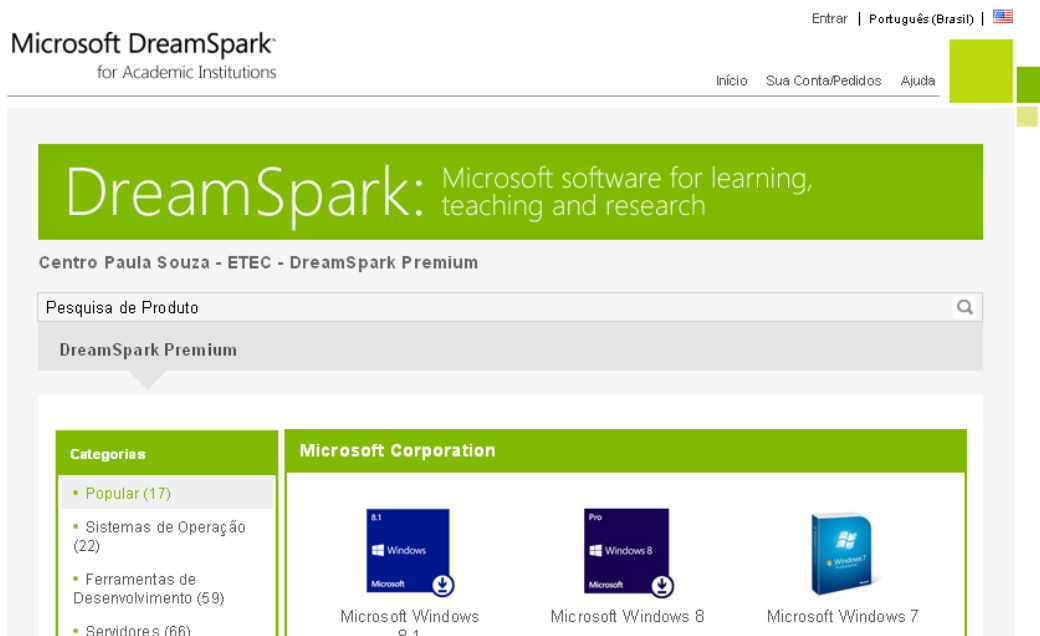 Entrar | Português (Brasil) |
Microsoft DreamSpark
for Academic Institutions
Início Sua Conta/Pedidos Ajuda
DreamSpark: Microsoft software for learning,
teaching and research
Centro Paula Souza - ETEC - DreamSpark Premium
Pesquisa de Produto
DreamSpark Premium
Categorias
• Popular (17)
• Sistemas de Operação
(22)
• Ferramentas de
Desenvolvimento (59)
• Servidores (66)
Microsoft Corporation
8.1
Windows
Microsoft
Microsoft Windows
8.1
Pro
Windows 8
Microsoft
Microsoft Windows 8
Windows 7
Microsoft Windows 7